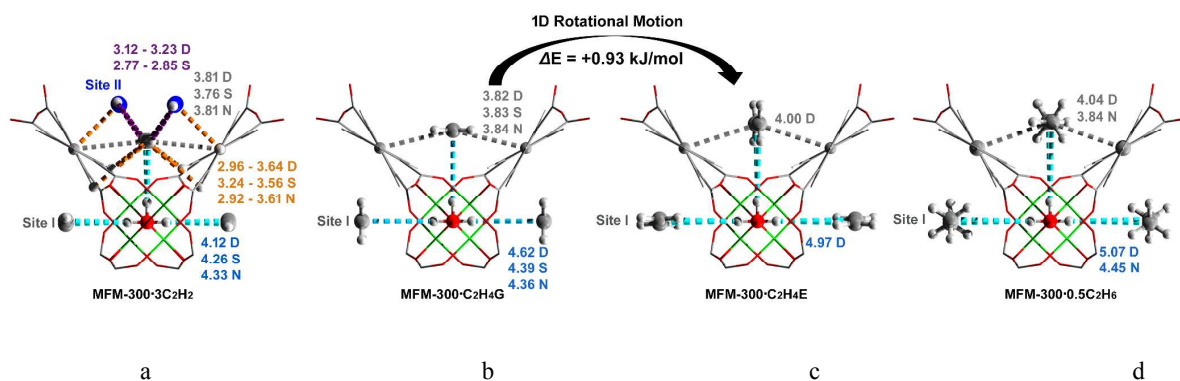 1D Rotational Motion
ΔE = +0.93 kJ/mol
3.12 - 3.23 D
2.77 - 2.85 S
Site II
3.81 D
3.76 S
3.81 N
2.96 - 3.64 D
3.24 - 3.56 S
2.92 - 3.61 N
Site I
4.12 D
4.26 S
4.33 N
MFM-300·3C₂H₂
3.82 D
3.83 S
3.84 N
Site I
4.62 D
4.39 S
4.36 N
MFM-300·C₂H₄G
4.00 D
Site I
4.97 D
MFM-300·C₂H₄E
4.04 D
3.84 N
Site I
5.07 D
4.45 N
MFM-300·0.5C₂H₆
a
b
c
d